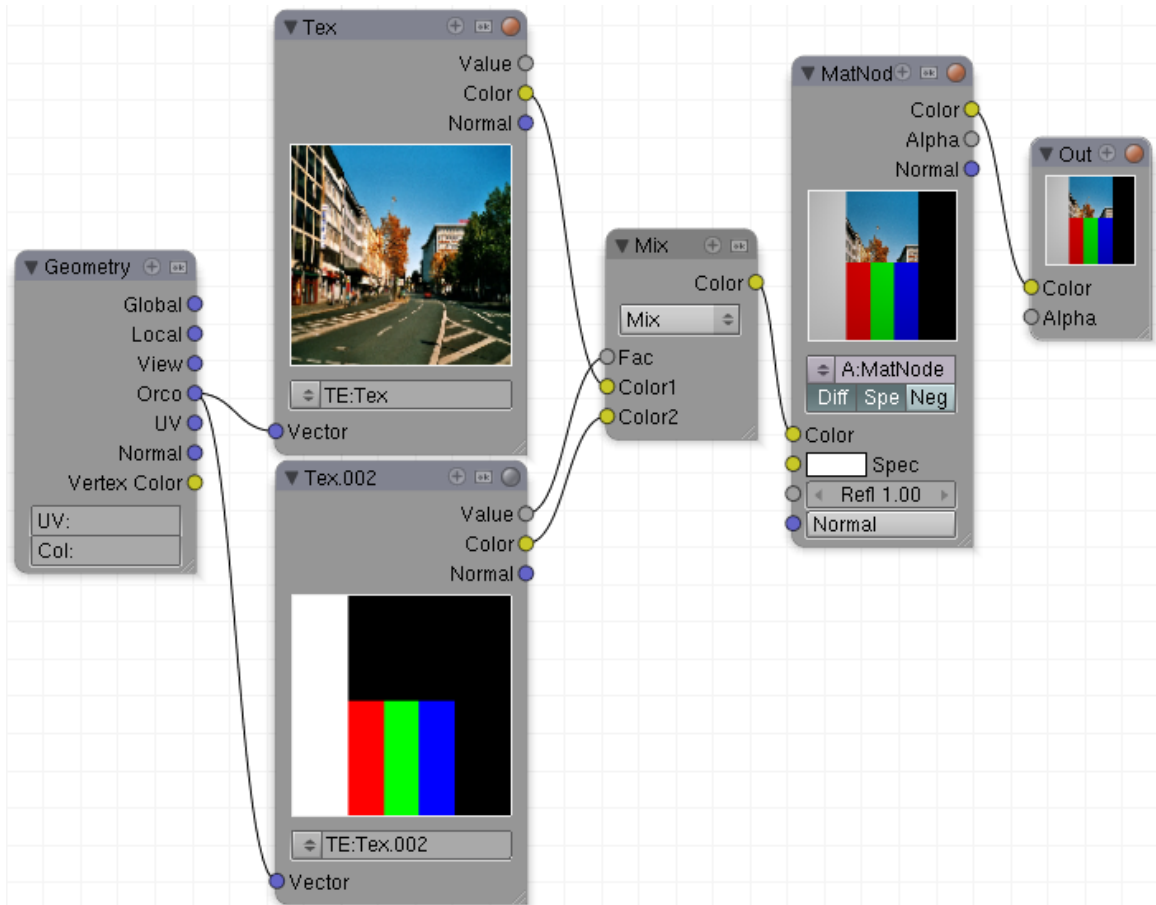 Geometry
Global
Local
View
Orco
UV
Normal
Vertex Color
UV:
Col:
Tex
Value
Color
Normal
TE:Tex
Vector
Tex.002
Value
Color
Normal
TE:Tex.002
Vector
Mix
Color
Mix
Fac
Color1
Color2
MatNod
Color
Alpha
Normal
A:MatNode
Diff Spe Neg
Color
Spec
Refl 1.00
Normal
Out
Color
Alpha